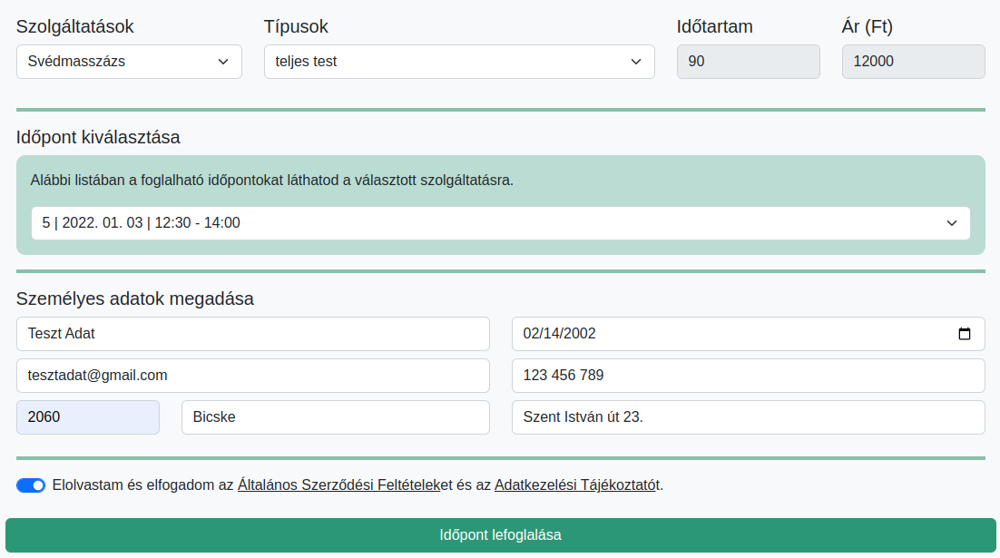 Szolgáltatások Típusok Időtartam Ár (Ft)
Svédmasszázs teljes test 90 12000
Időpont kiválasztása
Alábbi listában a foglalható időpontokat láthatod a választott szolgáltatásra.
5 | 2022. 01. 03 | 12:30 - 14:00
Személyes adatok megadása
Teszt Adat 02/14/2002
tesztadat@gmail.com 123 456 789
2060 Bicske Szent István út 23.
Elolvastam és elfogadom az Általános Szerződési Feltételeket és az Adatkezelési Tájékoztatót.
Időpont lefoglalása